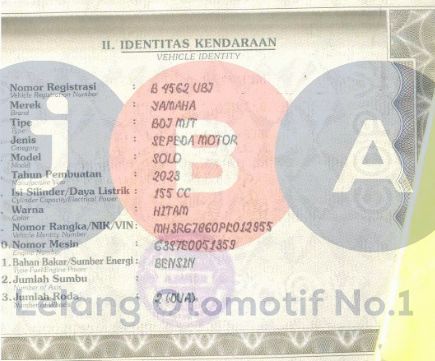 II. IDENTITAS KENDARAAN
VEHICLE IDENTITY
Nomor Registrasi : B 4562 UBJ
Vehicle Registration Number
Merek : YAMAHA
Brand
Tipe : BDJ M/T
Type
Jenis : SEPEDA MOTOR
Category
Model : SOLO
Model
Tahun Pembuatan : 2023
Manufacture Year
Isi Silinder/Daya Listrik : 155 CC
Cylinder Capacity/Electrical Power
Warna : HITAM
Color
Nomor Rangka/NIK/VIN :
Vehicle Identity Number
0. Nomor Mesin :
Engine Number
1. Bahan Bakar/Sumber Energi : BENSIN
Type Fuel/Engine Power
2. Jumlah Sumbu :
Number of Axle
3. Jumlah Roda : 2 (DUA)
iBA
Lelang Otomotif No.1